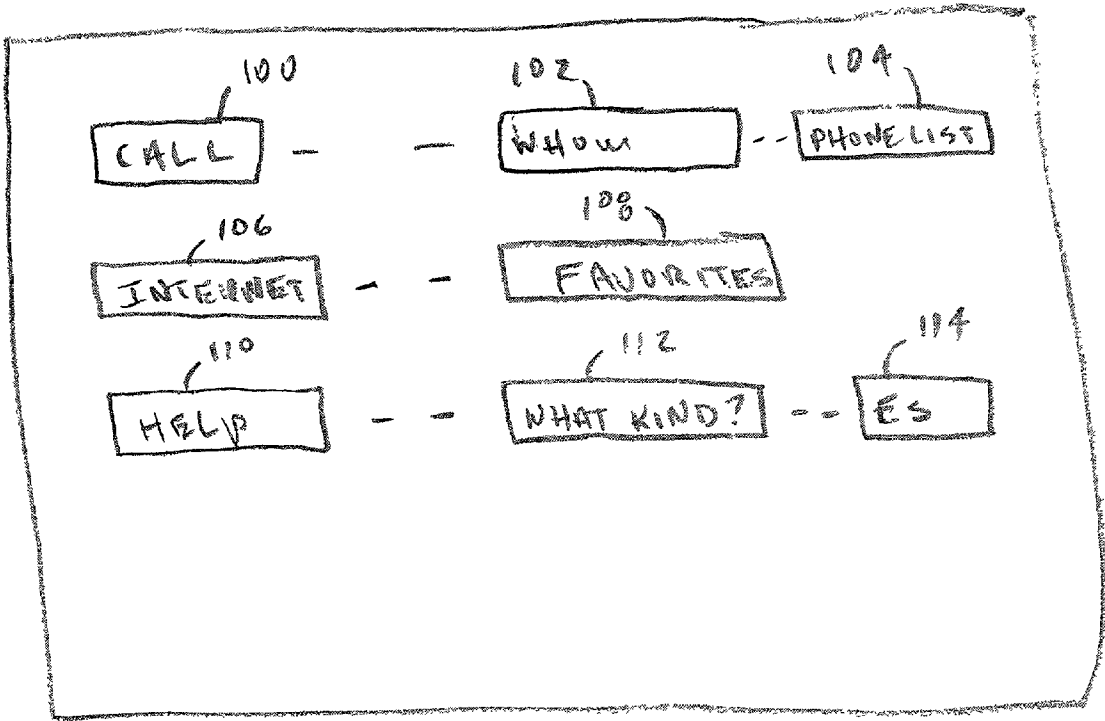 100 102 104
CALL WHOM PHONELIST
106 108
INTERNET FAVORITES
110 112 114
HELP WHAT KIND? ES